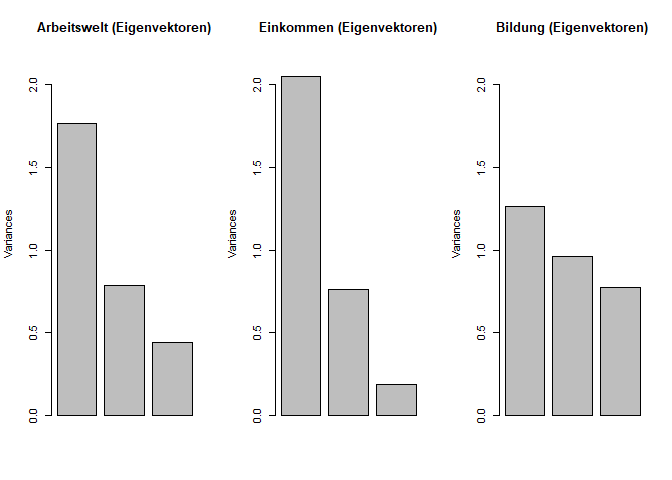 Arbeitswelt (Eigenvektoren)
Variances
0.0 0.5 1.0 1.5 2.0
Einkommen (Eigenvektoren)
Variances
0.0 0.5 1.0 1.5 2.0
Bildung (Eigenvektoren)
Variances
0.0 0.5 1.0 1.5 2.0